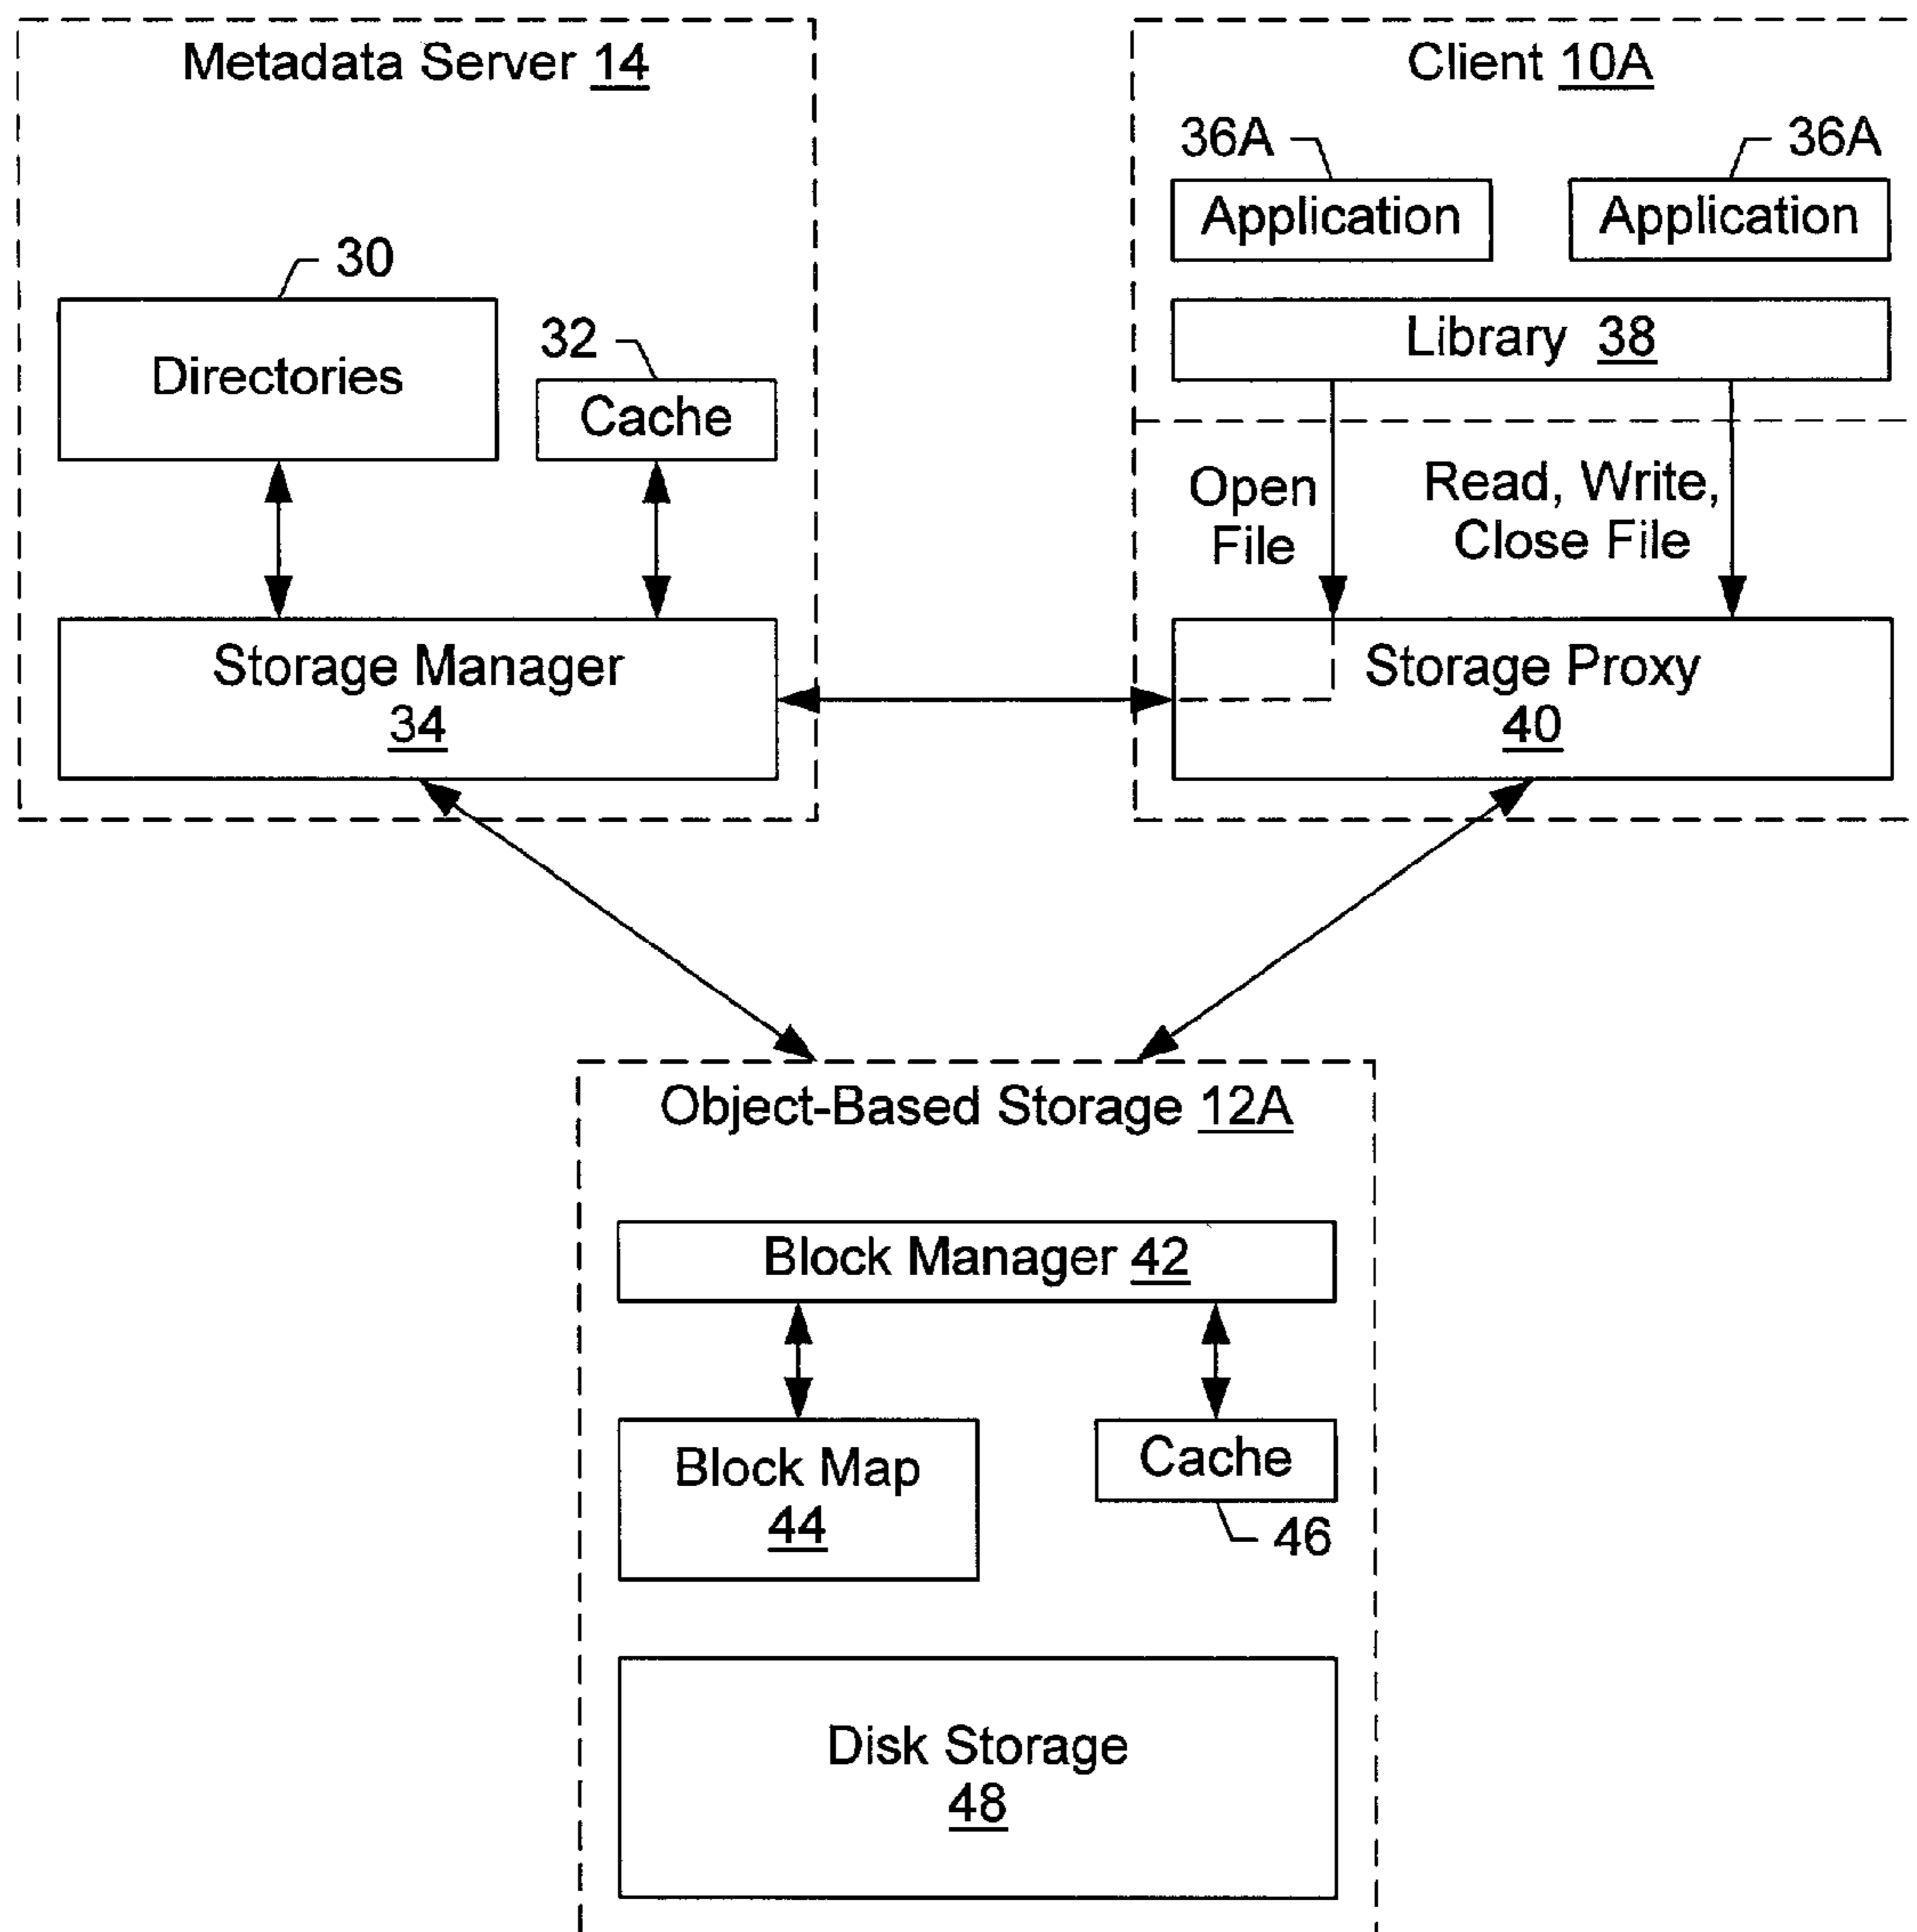 Metadata Server 14
Client 10A
36A
36A
Application
Application
30
32
Library 38
Directories
Cache
Open
File
Read, Write,
Close File
Storage Manager
34
Storage Proxy
40
Object-Based Storage 12A
Block Manager 42
Block Map
44
Cache
46
Disk Storage
48